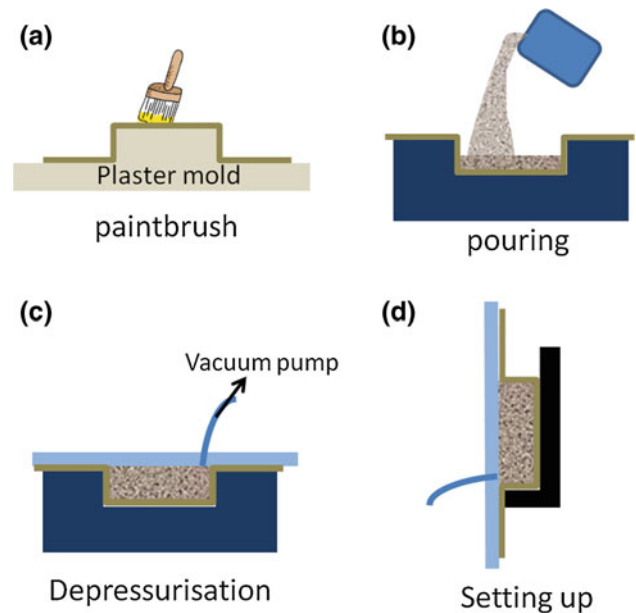 (a)
Plaster mold
paintbrush
(b)
pouring
(c)
Vacuum pump
Depressurisation
(d)
Setting up